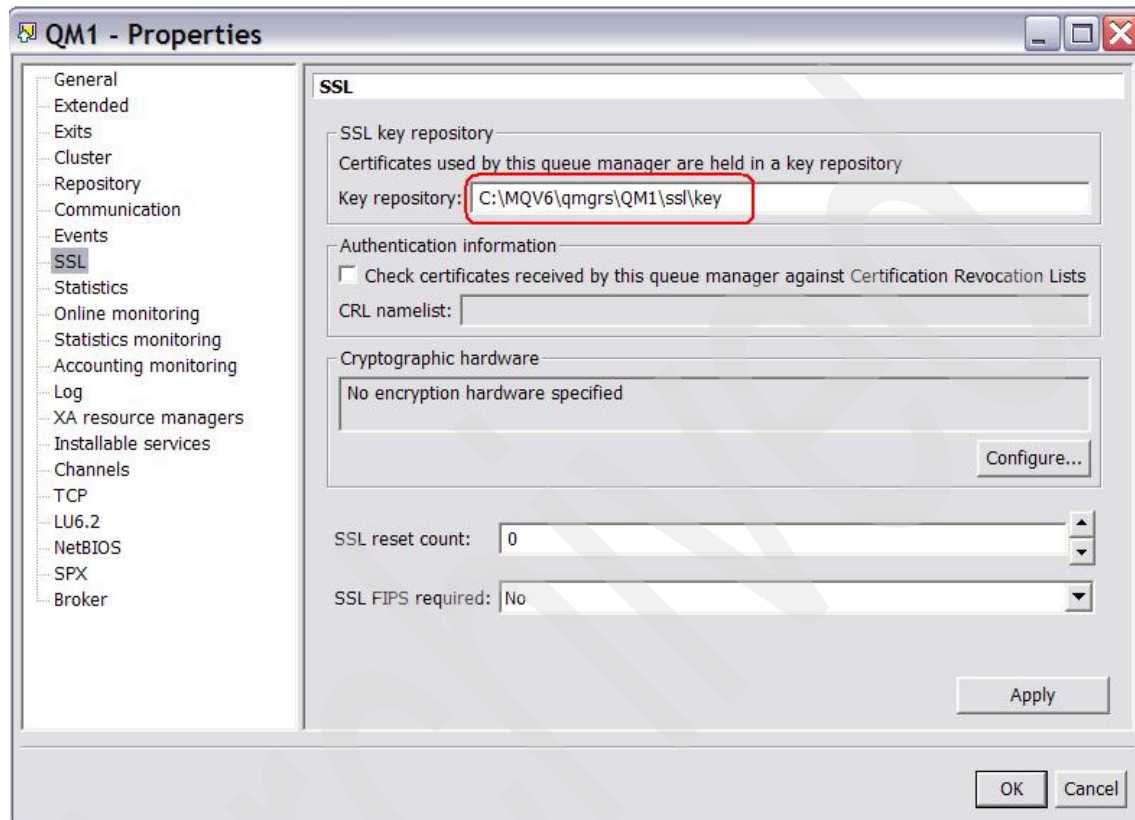 QM1 - Properties
General
Extended
Exits
Cluster
Repository
Communication
Events
SSL
Statistics
Online monitoring
Statistics monitoring
Accounting monitoring
Log
XA resource managers
Installable services
Channels
TCP
LU6.2
NetBIOS
SPX
Broker
SSL
SSL key repository
Certificates used by this queue manager are held in a key repository
Key repository: C:\MQV6\qmgrs\QM1\ssl\key
Authentication information
Check certificates received by this queue manager against Certification Revocation Lists
CRL namelist:
Cryptographic hardware
No encryption hardware specified
Configure...
SSL reset count: 0
SSL FIPS required: No
Apply
OK Cancel